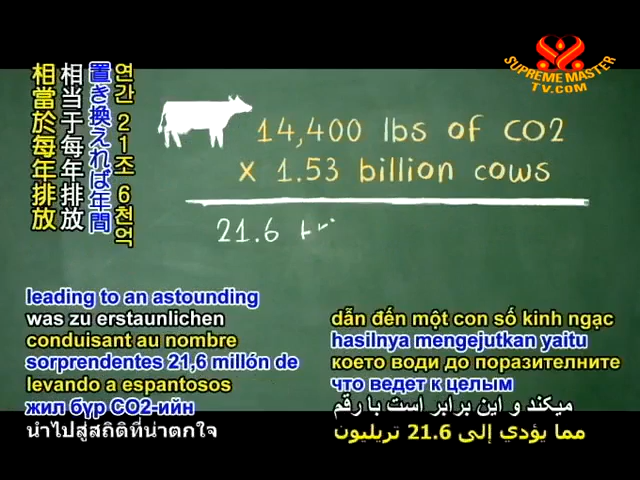 SUPREME MASTER
TV.COM
연간 21조 6천억
置き換えれば年間
相当于每年排放
相當於每年排放
14,400 lbs of CO2
x 1.53 billion cows
21.6 tr
leading to an astounding
was zu erstaunlichen
conduisant au nombre
sorprendentes 21,6 millón de
levando a espantosos
жил бүр CO2-ийн
นำไปสู่สถิติที่น่าตกใจ
dẫn đến một con số kinh ngạc
hasilnya mengejutkan yaitu
което води до поразителните
что ведет к целым
میکند و این برابر است با رقم
مما يؤدي إلى 21.6 تريليون